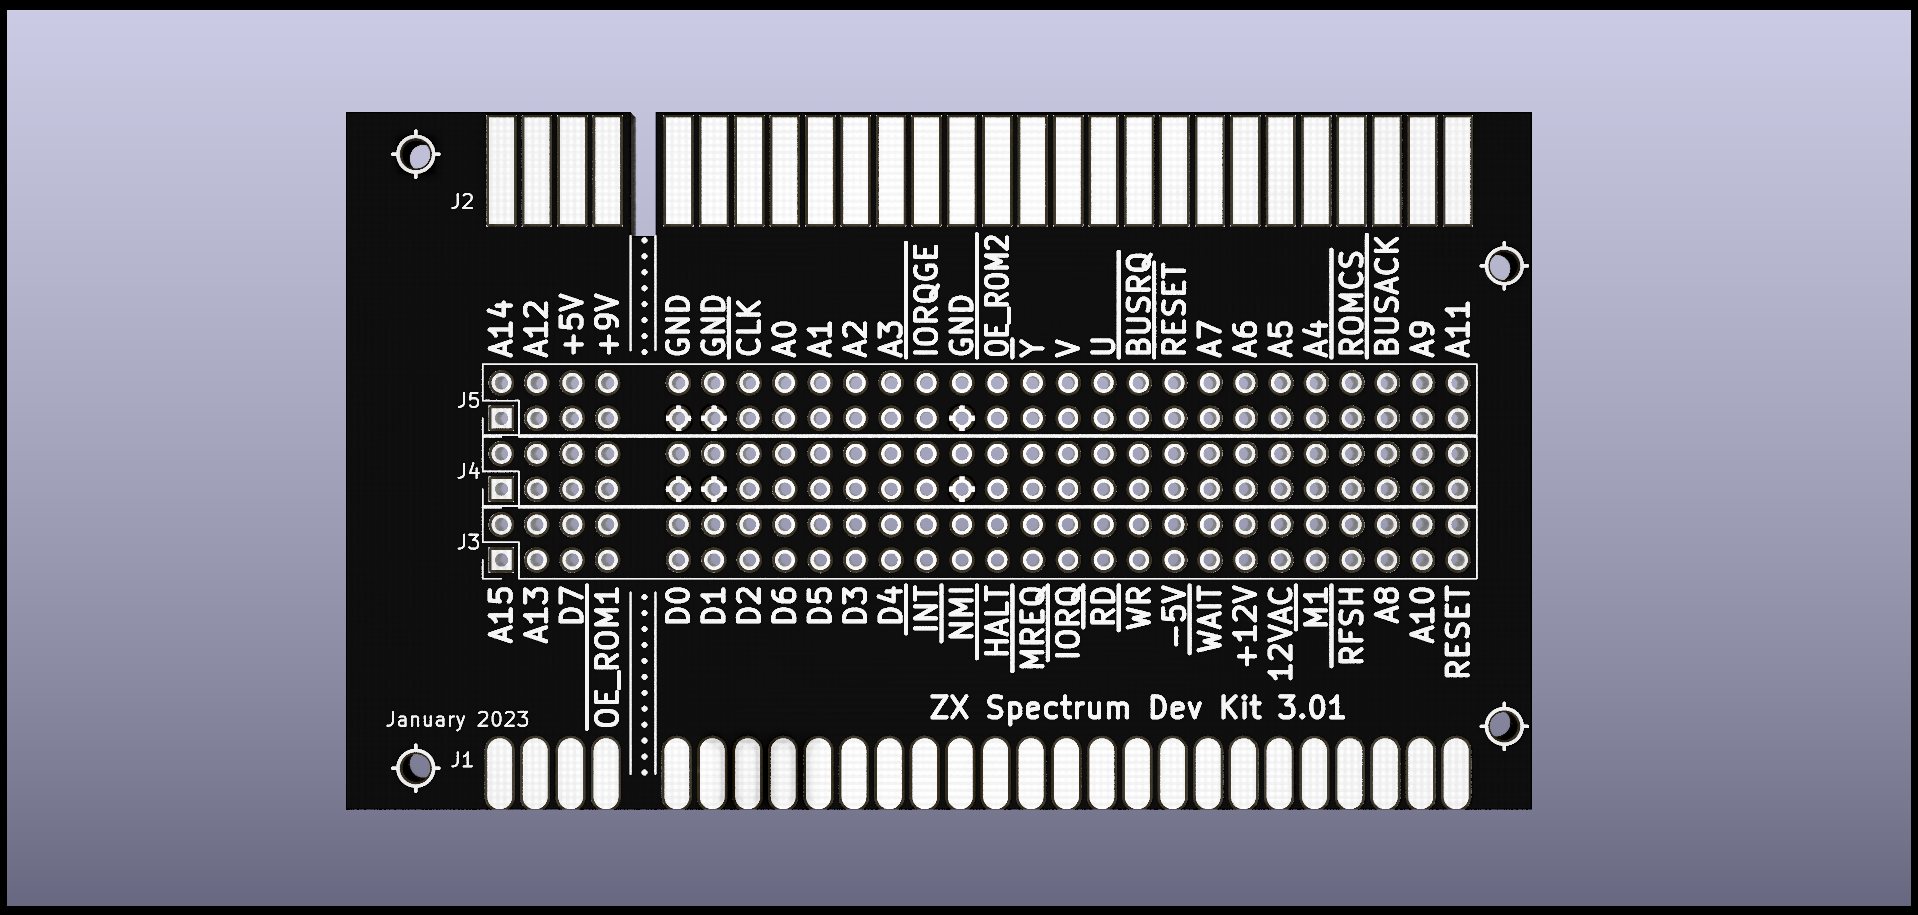 J2
A14 A12 +5V +9V GND GND CLK A0 A1 A2 A3 IORQGE GND OE_ROM2 Y V U BUSRQ RESET A7 A6 A5 A4 ROMCS BUSACK A9 A11
J5
J4
J3
A15 A13 D7 OE_ROM1 D0 D1 D2 D6 D5 D3 D4 INT NMI HALT MREQ IORQ RD WR -5V WAIT +12V 12VAC M1 RFSH A8 A10 RESET
ZX Spectrum Dev Kit 3.01
January 2023
J1